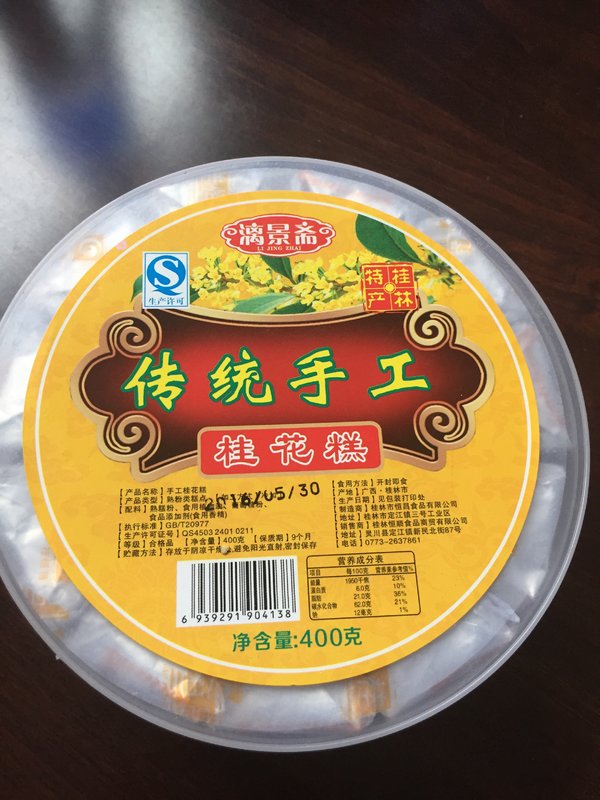 漓景斋
LI JING ZHAI
生产许可
桂林
特产
传统手工
桂花糕
【产品名称】手工桂花糕
【产品类型】熟粉类糕点
【配料】熟糯粉、食用植物油
食品添加剂(食用香精)
2016/05/30
【执行标准】GB/T20977
【生产许可证号】QS4503 2401 0211
【等级】合格品 【净含量】400克 【保质期】9个月
【贮藏方法】存放于阴凉干燥 避免阳光直射,密封保存
【食用方法】开封即食
【产地】广西·桂林市
【生产日期】见包装打印处
【制造商】桂林市恒昌食品有限公司
【地址】桂林市定江镇三号工业区
【销售商】桂林恒顺食品商贸有限公司
【地址】灵川县定江镇新民北街87号
【电话】0773-2637861
营养成分表
项目 每100克 营养素参考值%
能量 1950千焦 23%
蛋白质 6.0克 10%
脂肪 21.0克 36%
碳水化合物 62.0克 21%
钠 12毫克 1%
6 939291 904138
净含量:400克